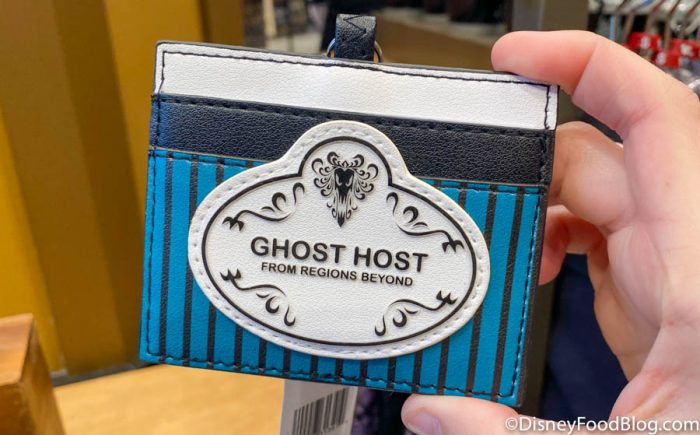 GHOST HOST
FROM REGIONS BEYOND
©DisneyFoodBlog.com